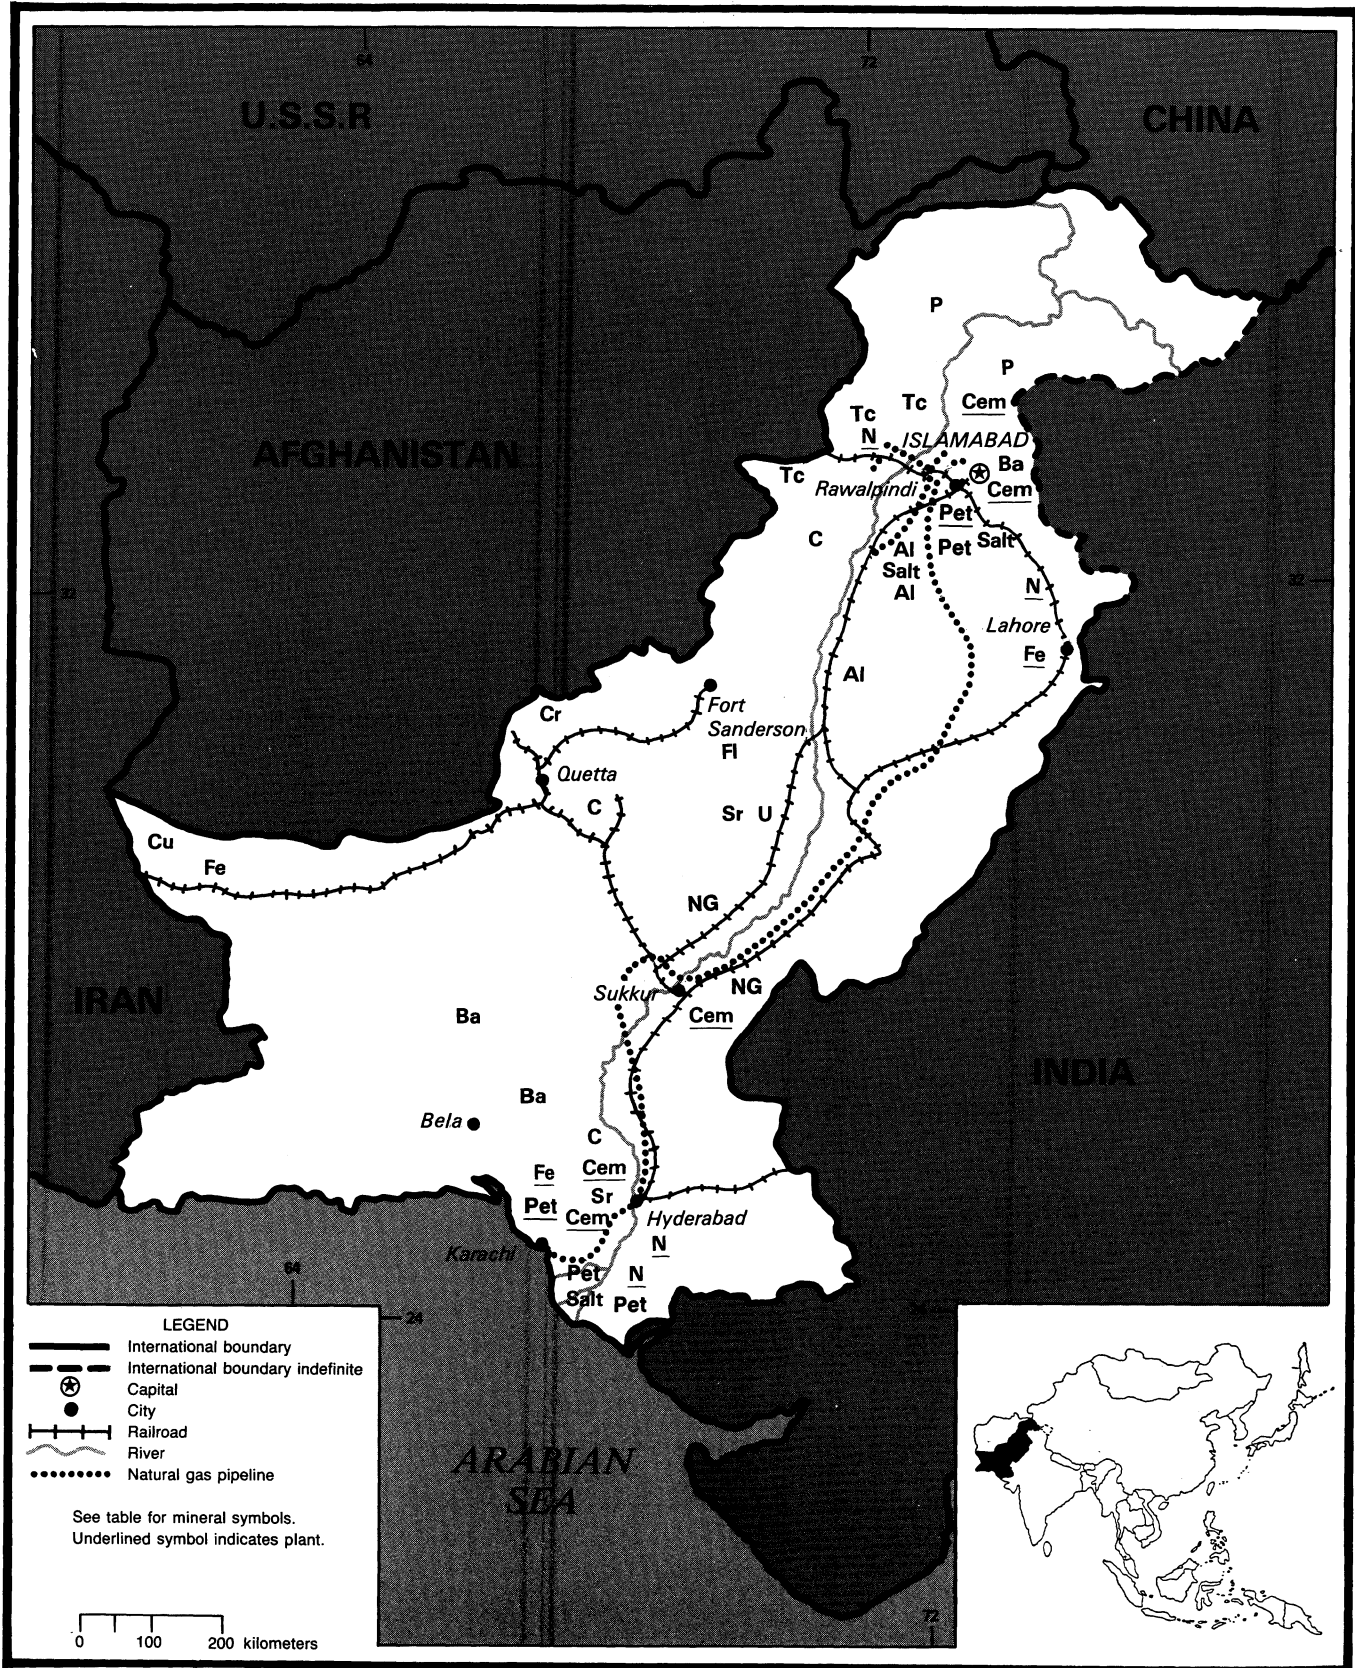 64
72
U.S.S.R
CHINA
P
P
Tc
Cem
Tc
N
ISLAMABAD
AFGHANISTAN
Ba
Tc
Rawalpindi
Cem
Pet
C
Al
Pet
Salt
Salt
Al
32
32
N
Lahore
Fe
Al
Cr
Fort
Sanderson
Fl
Quetta
C
Sr
U
Cu
Fe
NG
IRAN
Sukkur
NG
Cem
Ba
INDIA
Ba
Bela
C
Fe
Cem
Pet
Sr
Cem
Hyderabad
Karachi
N
64
Pet
N
Salt
Pet
24
LEGEND
International boundary
International boundary indefinite
Capital
City
Railroad
River
Natural gas pipeline
See table for mineral symbols.
Underlined symbol indicates plant.
0 100 200 kilometers
ARABIAN
SEA
72